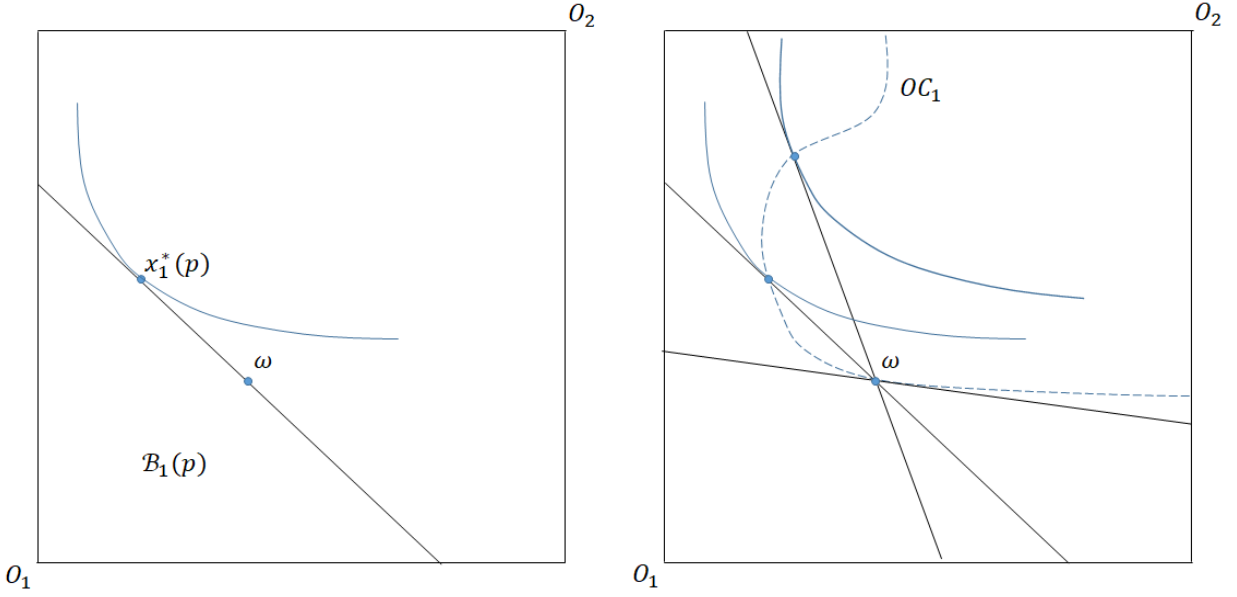 O₂
x₁*(p)
ω
ℬ₁(p)
O₁
O₂
OC₁
ω
O₁